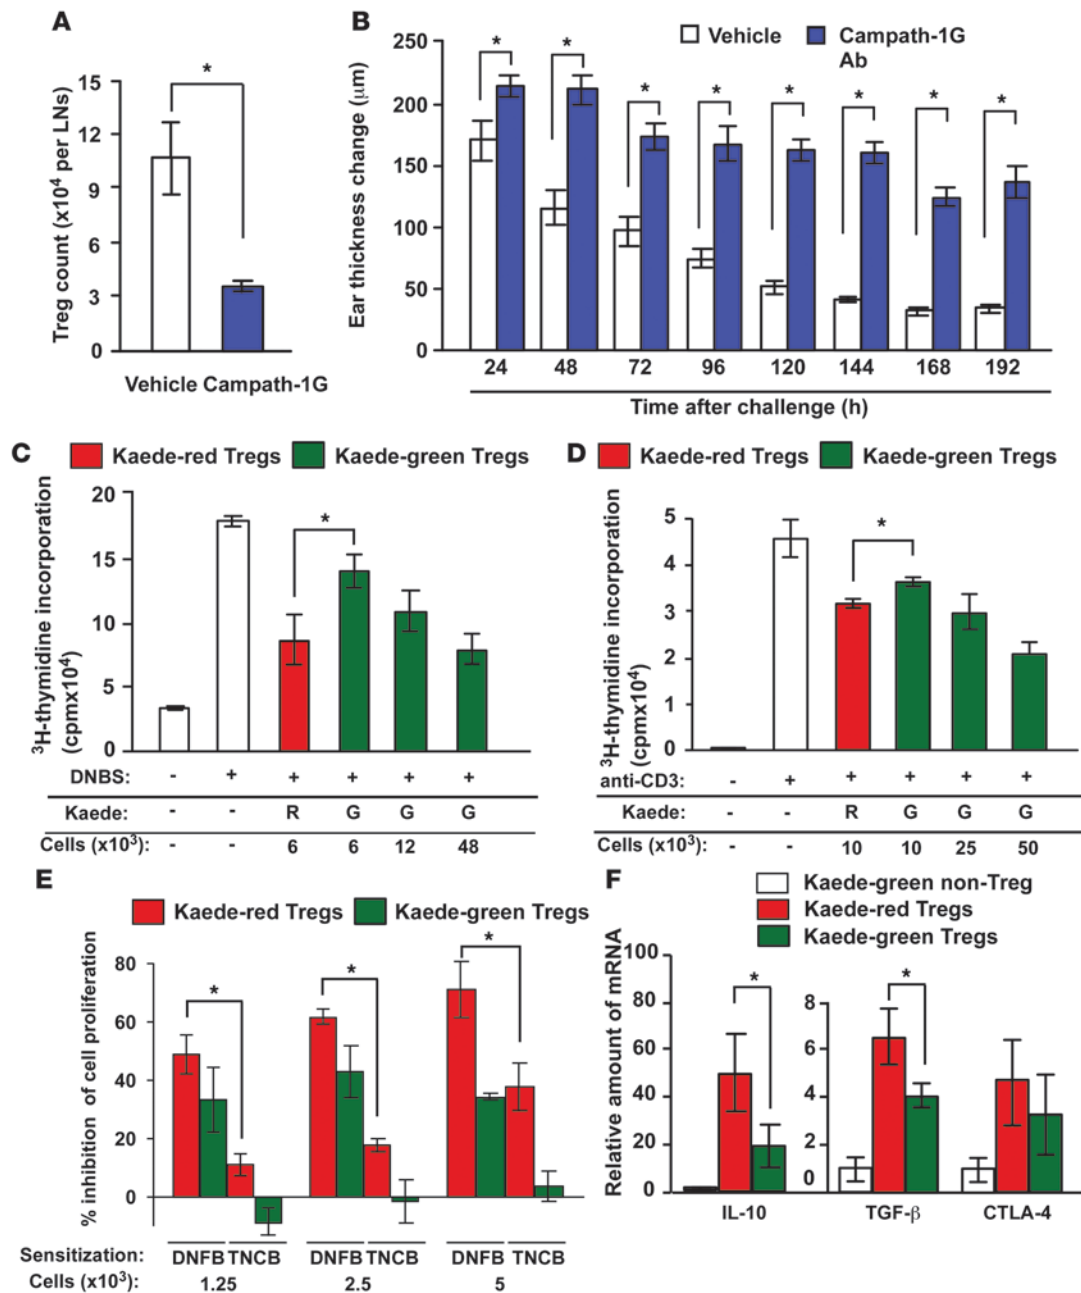 A
Treg count (x10⁴ per LNs)
15
12
9
6
3
0
*
Vehicle Campath-1G
B
Vehicle
Campath-1G
Ab
Ear thickness change (μm)
250
200
150
100
50
0
* * * * * * * *
24 48 72 96 120 144 168 192
Time after challenge (h)
C
Kaede-red Tregs Kaede-green Tregs
³H-thymidine incorporation
(cpmx10⁴)
20
15
10
5
0
*
DNBS: - + + + + +
Kaede: - - R G G G
Cells (x10³): - - 6 6 12 48
D
Kaede-red Tregs Kaede-green Tregs
³H-thymidine incorporation
(cpmx10⁴)
5
4
3
2
1
0
*
anti-CD3: - + + + + +
Kaede: - - R G G G
Cells (x10³): - - 10 10 25 50
E
Kaede-red Tregs Kaede-green Tregs
% inhibition of cell proliferation
80
60
40
20
0
* * *
Sensitization: DNFB TNCB DNFB TNCB DNFB TNCB
Cells (x10³): 1.25 2.5 5
F
Kaede-green non-Treg
Kaede-red Tregs
Kaede-green Tregs
Relative amount of mRNA
100
80
60
40
20
0
*
8
6
4
2
0
*
IL-10 TGF-β CTLA-4